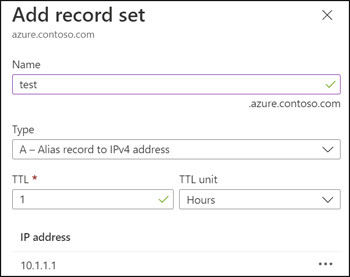 Add record set
azure.contoso.com
Name
test
.azure.contoso.com
Type
A – Alias record to IPv4 address
TTL * TTL unit
1 Hours
IP address
10.1.1.1